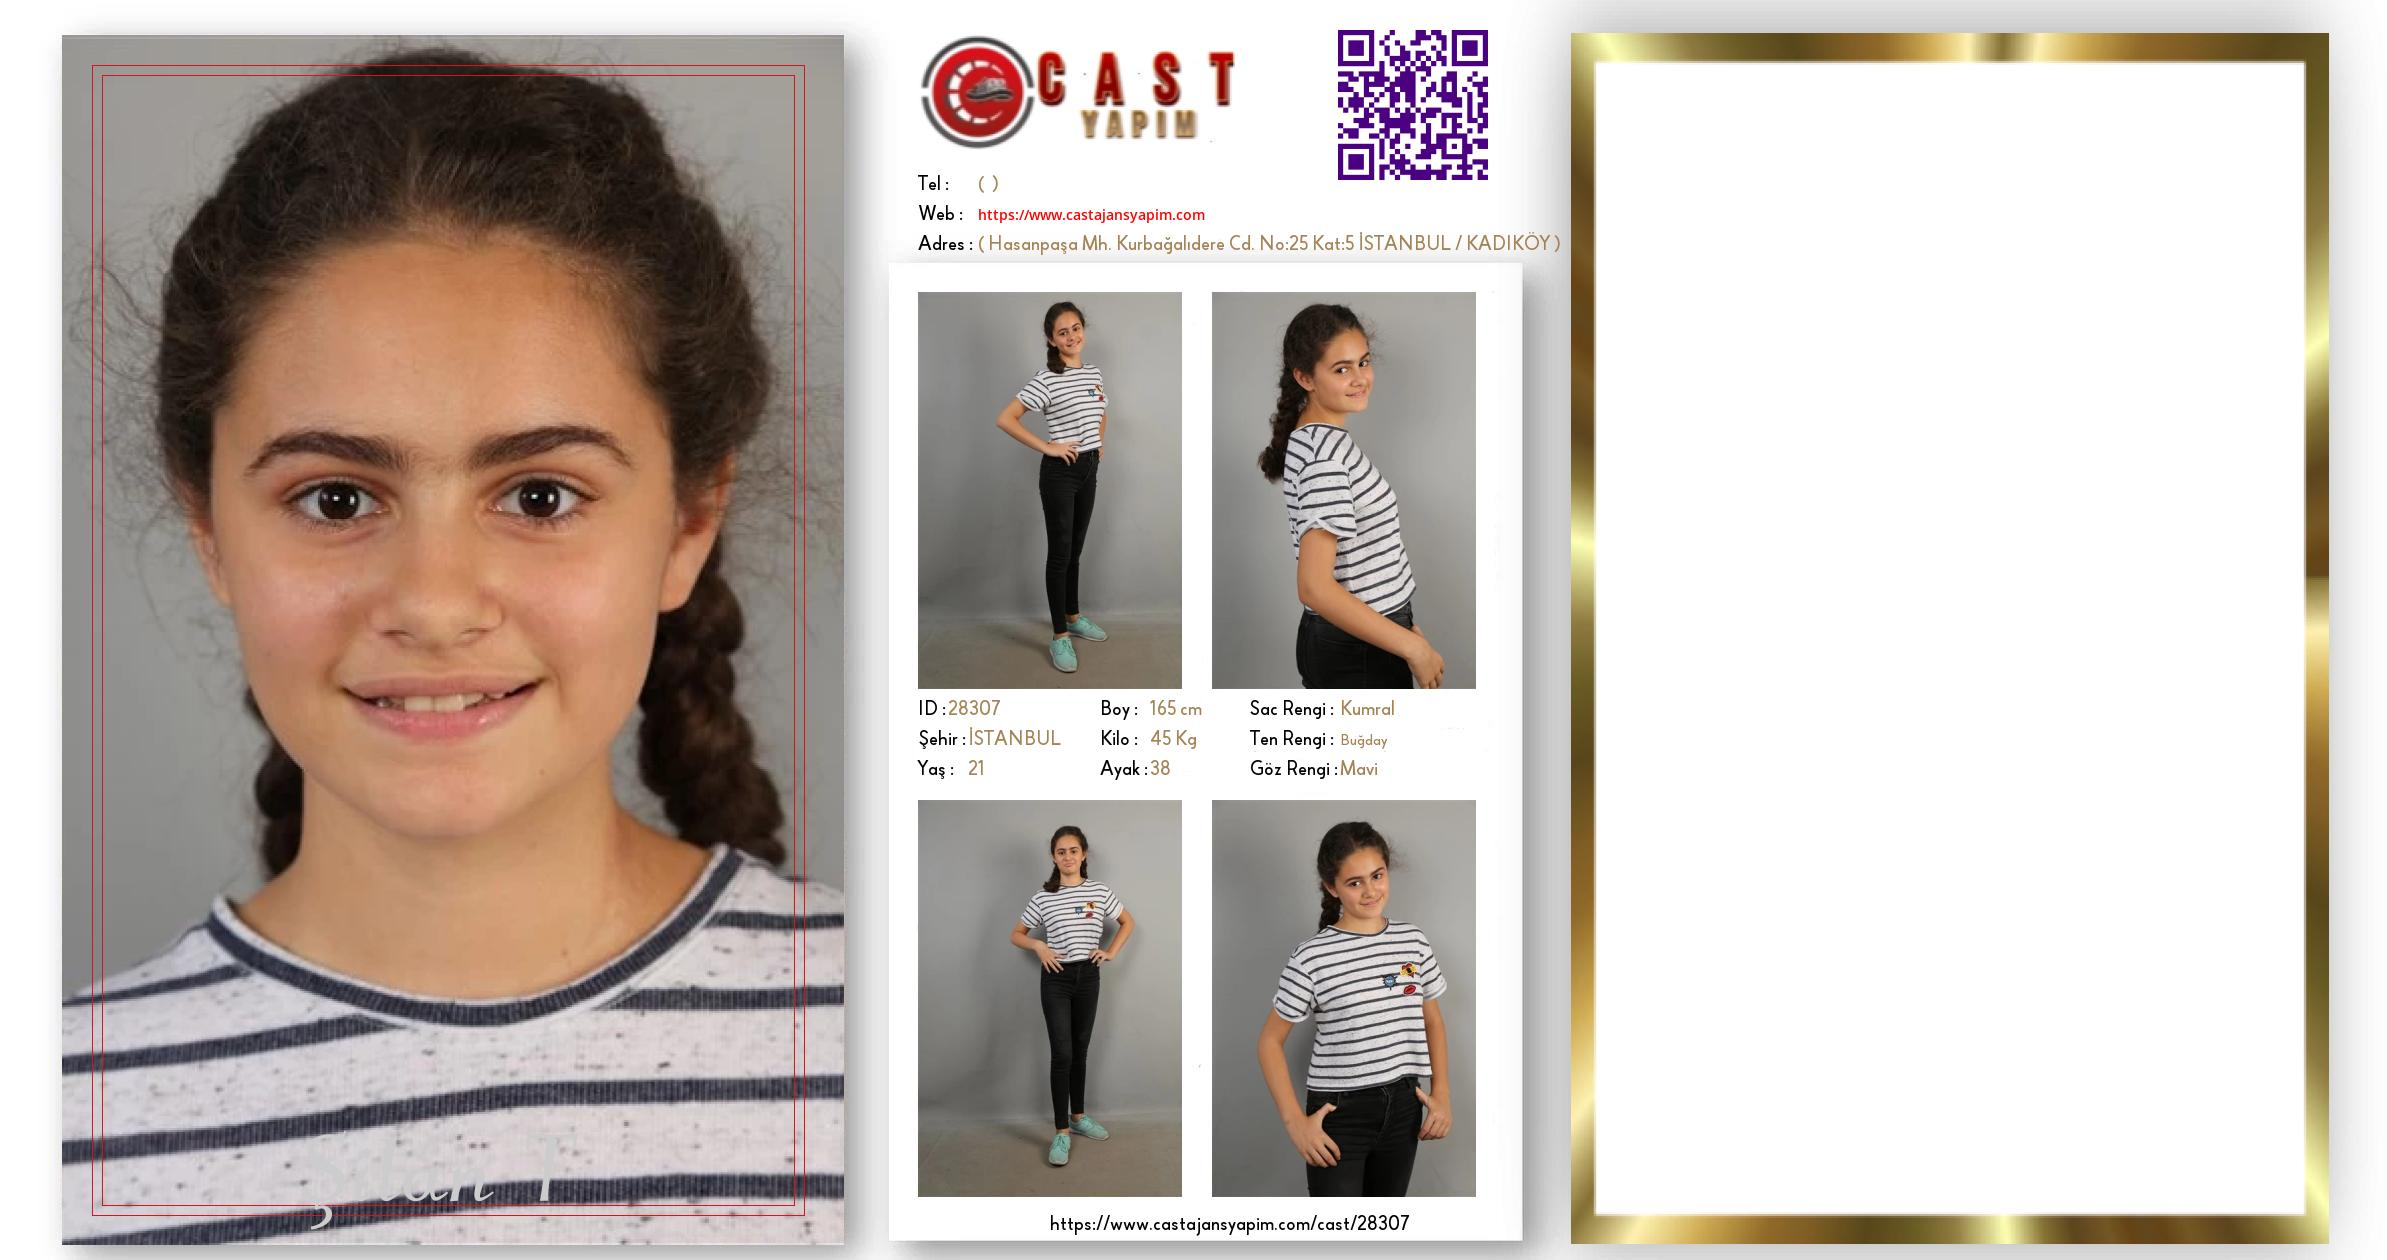 CAST
YAPIM
Tel : ( )
Web : https://www.castajansyapim.com
Adres : ( Hasanpaşa Mh. Kurbağalıdere Cd. No:25 Kat:5 İSTANBUL / KADIKÖY )
ID : 28307 Boy : 165 cm Sac Rengi : Kumral
Şehir : İSTANBUL Kilo : 45 Kg Ten Rengi : Buğday
Yaş : 21 Ayak : 38 Göz Rengi : Mavi
https://www.castajansyapim.com/cast/28307